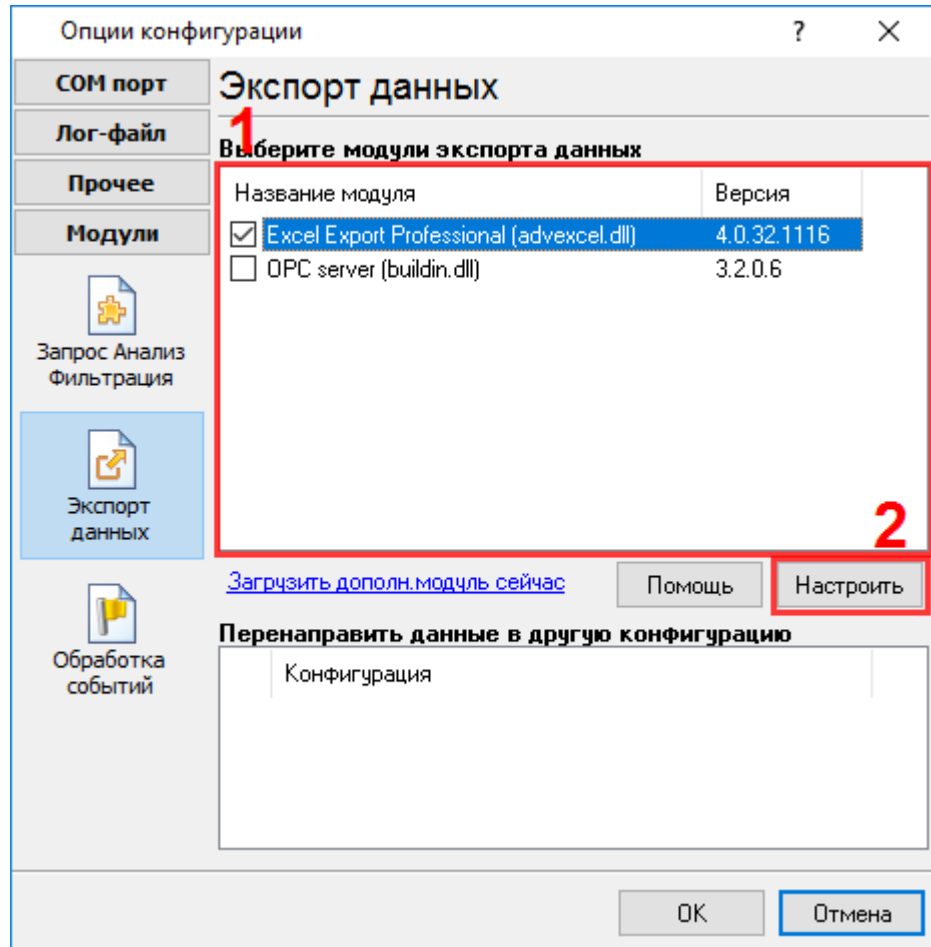 Опции конфигурации ?
COM порт
Лог-файл
Прочее
Модули
Запрос Анализ
Фильтрация
Экспорт
данных
Обработка
событий
Экспорт данных
1
Выберите модули экспорта данных
Название модуля Версия
Excel Export Professional (advexcel.dll) 4.0.32.1116
OPC server (buildin.dll) 3.2.0.6
2
Загрузить дополн.модуль сейчас Помощь Настроить
Перенаправить данные в другую конфигурацию
Конфигурация
OK Отмена